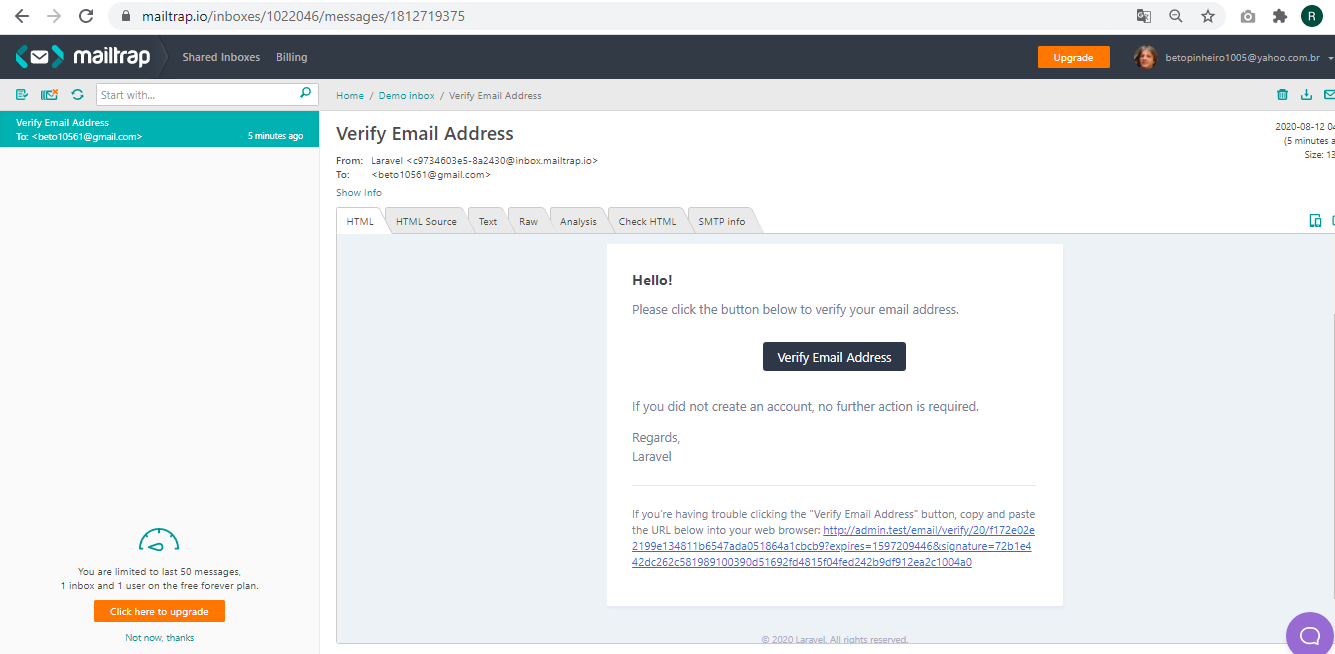 mailtrap.io/inboxes/1022046/messages/1812719375
R
mailtrap
Shared Inboxes
Billing
Upgrade
betopinheiro1005@yahoo.com.br
Start with...
Home / Demo inbox / Verify Email Address
Verify Email Address
To: <beto10561@gmail.com>
5 minutes ago
Verify Email Address
2020-08-12 04
(5 minutes a
Size: 13
From: Laravel <c9734603e5-8a2430@inbox.mailtrap.io>
To: <beto10561@gmail.com>
Show Info
HTML
HTML Source
Text
Raw
Analysis
Check HTML
SMTP info
Hello!
Please click the button below to verify your email address.
Verify Email Address
If you did not create an account, no further action is required.
Regards,
Laravel
If you're having trouble clicking the "Verify Email Address" button, copy and paste
the URL below into your web browser: http://admin.test/email/verify/20/f172e02e
2199e134811b6547ada051864a1cbcb9?expires=1597209446&signature=72b1e4
42dc262c581989100390d51692fd4815f04fed242b9df912ea2c1004a0
© 2020 Laravel. All rights reserved.
You are limited to last 50 messages,
1 inbox and 1 user on the free forever plan.
Click here to upgrade
Not now, thanks